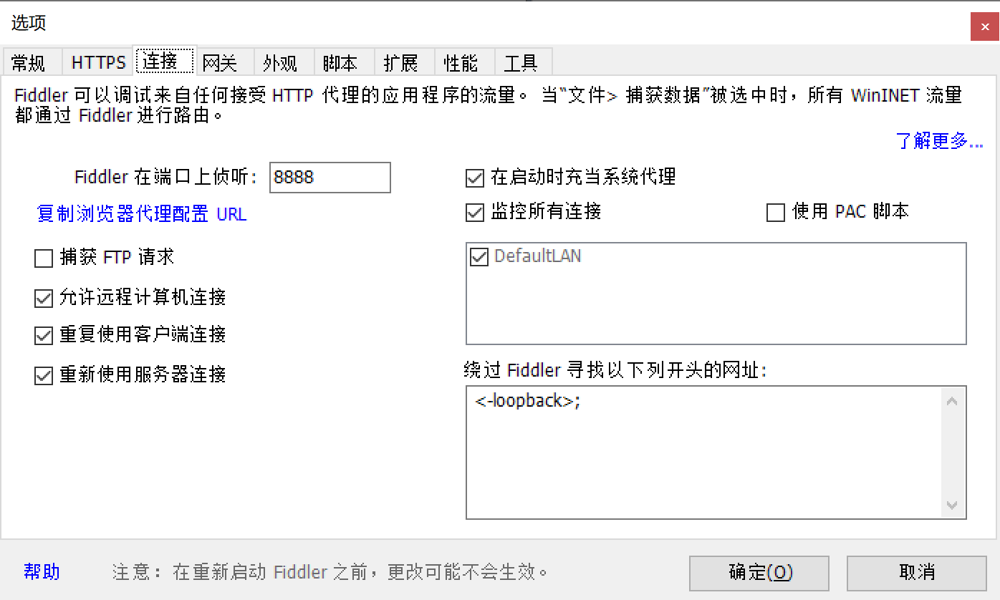 选项
常规 HTTPS 连接 网关 外观 脚本 扩展 性能 工具
Fiddler 可以调试来自任何接受 HTTP 代理的应用程序的流量。当“文件> 捕获数据”被选中时，所有 WinINET 流量
都通过 Fiddler 进行路由。
了解更多...
Fiddler 在端口上侦听: 8888
复制浏览器代理配置 URL
捕获 FTP 请求
允许远程计算机连接
重复使用客户端连接
重新使用服务器连接
在启动时充当系统代理
监控所有连接
使用 PAC 脚本
DefaultLAN
绕过 Fiddler 寻找以下列开头的网址:
<-loopback>;
帮助
注意：在重新启动 Fiddler 之前，更改可能不会生效。
确定(O)
取消